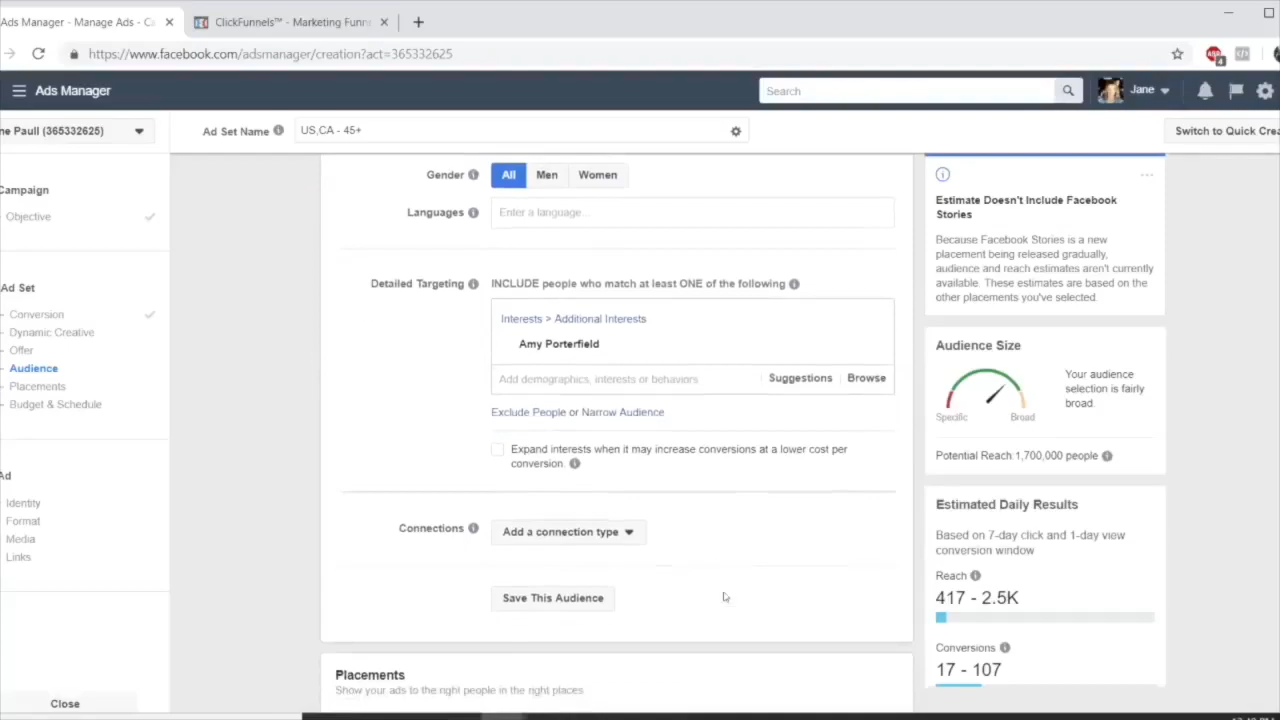 Ads Manager - Manage Ads - Ca
ClickFunnels™ - Marketing Funne
https://www.facebook.com/adsmanager/creation?act=365332625
Ads Manager
Search
Jane
ne Paull (365332625)
Ad Set Name
US,CA - 45+
Switch to Quick Crea
Campaign
Objective
Ad Set
Conversion
Dynamic Creative
Offer
Audience
Placements
Budget & Schedule
Ad
Identity
Format
Media
Links
Close
Gender
All
Men
Women
Languages
Enter a language...
Detailed Targeting
INCLUDE people who match at least ONE of the following
Interests > Additional Interests
Amy Porterfield
Add demographics, interests or behaviors
Suggestions
Browse
Exclude People or Narrow Audience
Expand interests when it may increase conversions at a lower cost per
conversion.
Connections
Add a connection type
Save This Audience
Placements
Show your ads to the right people in the right places
Estimate Doesn't Include Facebook
Stories
Because Facebook Stories is a new
placement being released gradually,
audience and reach estimates aren't currently
available. These estimates are based on the
other placements you've selected.
Audience Size
Specific
Broad
Your audience
selection is fairly
broad.
Potential Reach:1,700,000 people
Estimated Daily Results
Based on 7-day click and 1-day view
conversion window
Reach
417 - 2.5K
Conversions
17 - 107